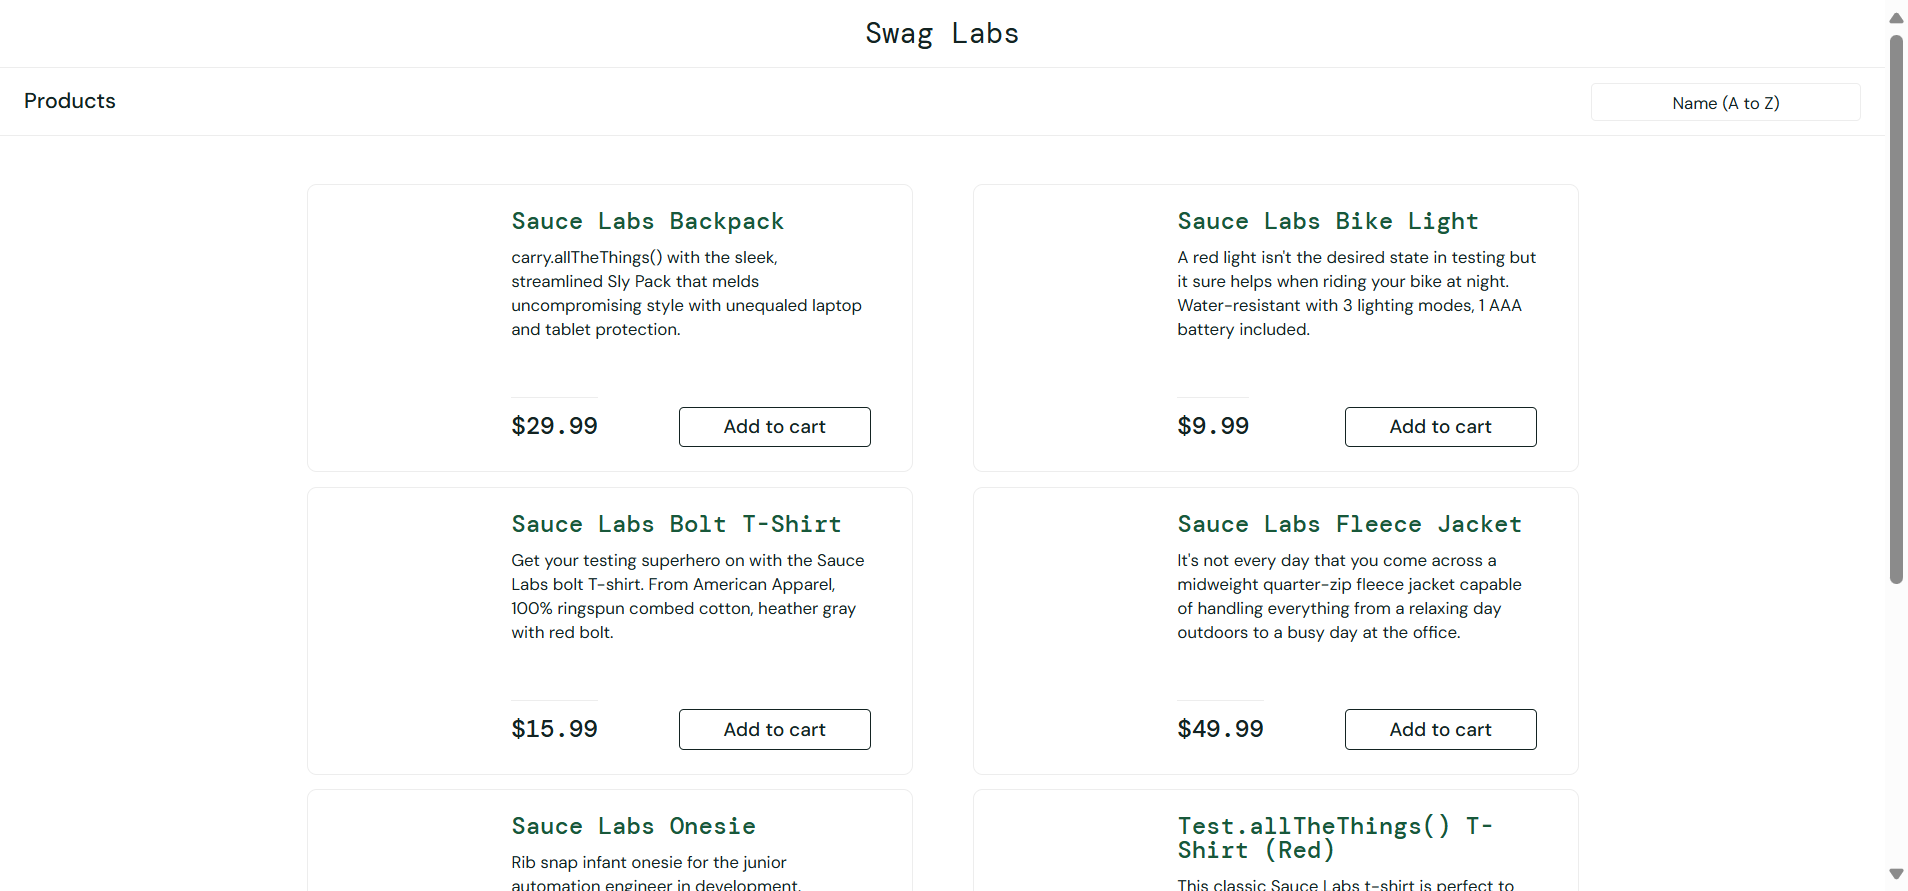 Swag Labs
Products
Name (A to Z)
Sauce Labs Backpack
carry.allTheThings() with the sleek,
streamlined Sly Pack that melds
uncompromising style with unequaled laptop
and tablet protection.
$29.99
Add to cart
Sauce Labs Bike Light
A red light isn't the desired state in testing but
it sure helps when riding your bike at night.
Water-resistant with 3 lighting modes, 1 AAA
battery included.
$9.99
Add to cart
Sauce Labs Bolt T-Shirt
Get your testing superhero on with the Sauce
Labs bolt T-shirt. From American Apparel,
100% ringspun combed cotton, heather gray
with red bolt.
$15.99
Add to cart
Sauce Labs Fleece Jacket
It's not every day that you come across a
midweight quarter-zip fleece jacket capable
of handling everything from a relaxing day
outdoors to a busy day at the office.
$49.99
Add to cart
Sauce Labs Onesie
Rib snap infant onesie for the junior
automation engineer in development.
Test.allTheThings() T-
Shirt (Red)
This classic Sauce Labs t-shirt is perfect to